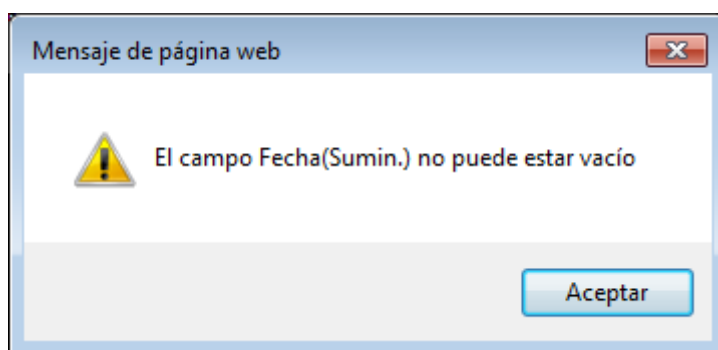 Mensaje de página web
El campo Fecha(Sumin.) no puede estar vacío
Aceptar